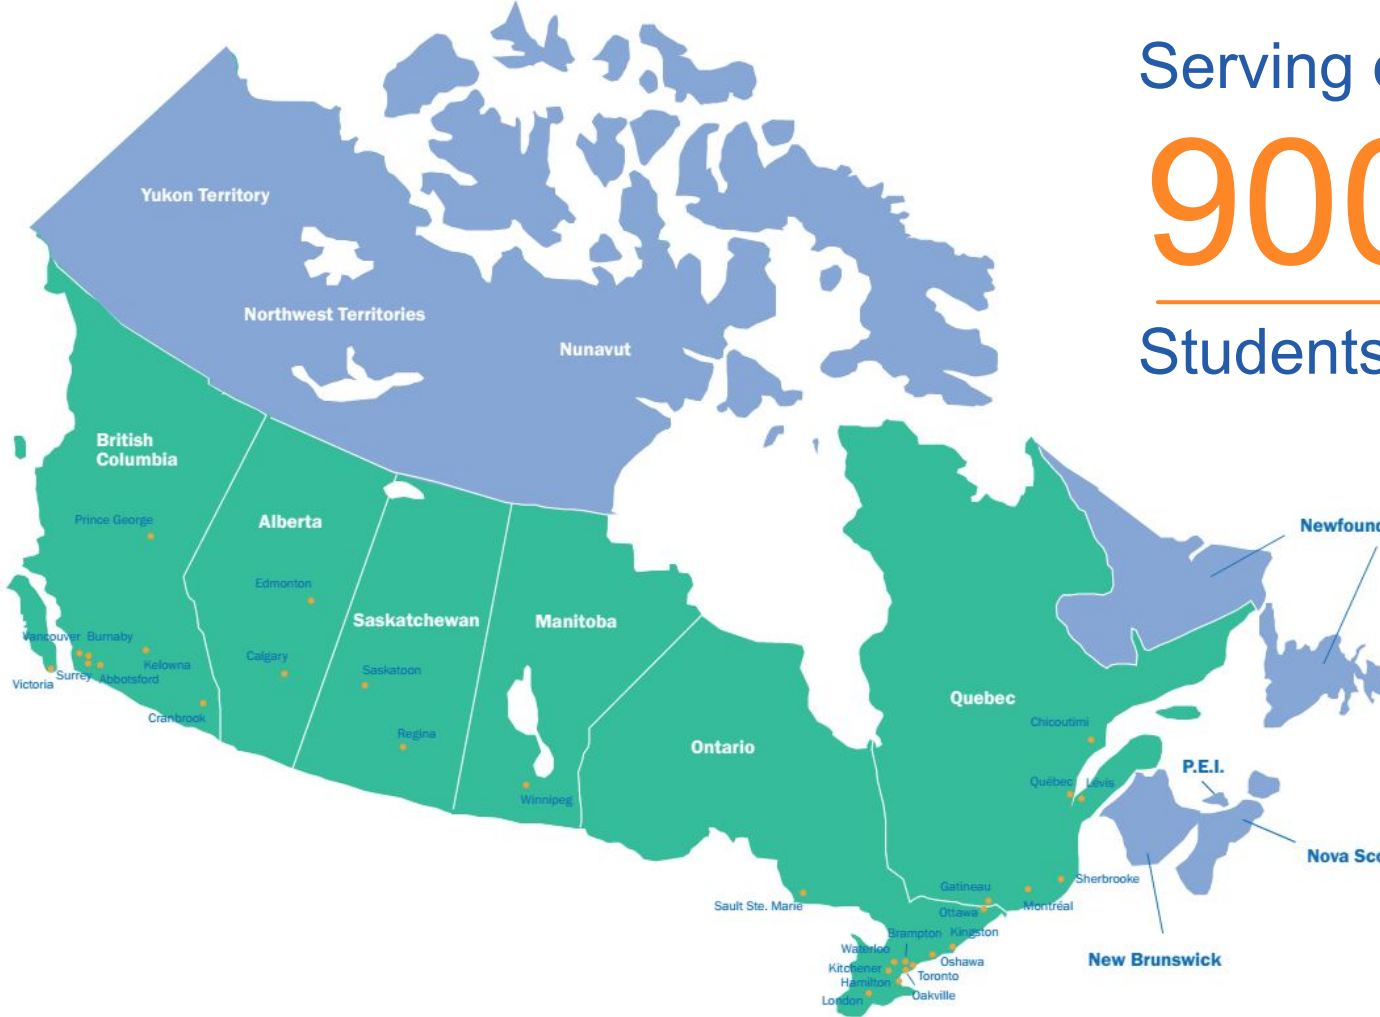 Serving
900
Students
Yukon Territory
Northwest Territories
Nunavut
British
Columbia
Prince George
Alberta
Edmonton
Saskatchewan
Manitoba
Newfound
Vancouver Burnaby
Calgary
Kelowna
Saskatoon
Victoria
Surrey
Abbotsford
Cranbrook
Regina
Quebec
Chicoutimi
Ontario
P.E.I.
Québec
Lévis
Winnipeg
Nova Sco
Sherbrooke
Gatineau
Sault Ste. Marie
Ottawa
Montréal
Brampton
Kingston
Waterloo
New Brunswick
Oshawa
Kitchener
Toronto
Hamilton
Oakville
London